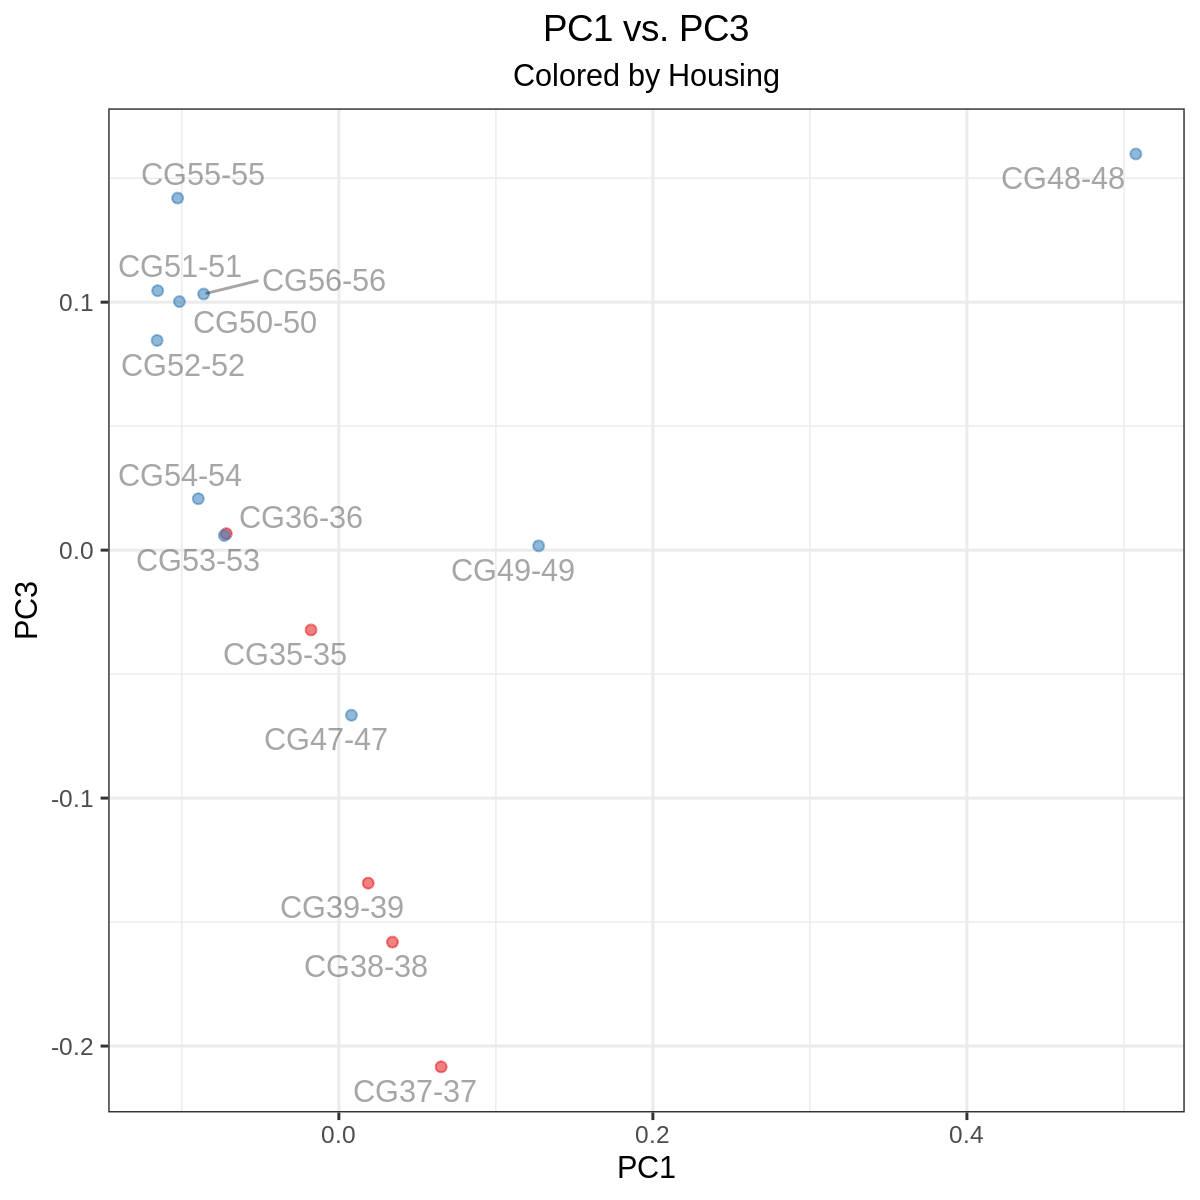 PC1 vs. PC3
Colored by Housing
CG55-55
CG48-48
CG51-51
CG56-56
0.1
CG50-50
CG52-52
CG54-54
CG36-36
0.0
CG53-53
CG49-49
PC3
CG35-35
CG47-47
-0.1
CG39-39
CG38-38
-0.2
CG37-37
0.0
0.2
0.4
PC1